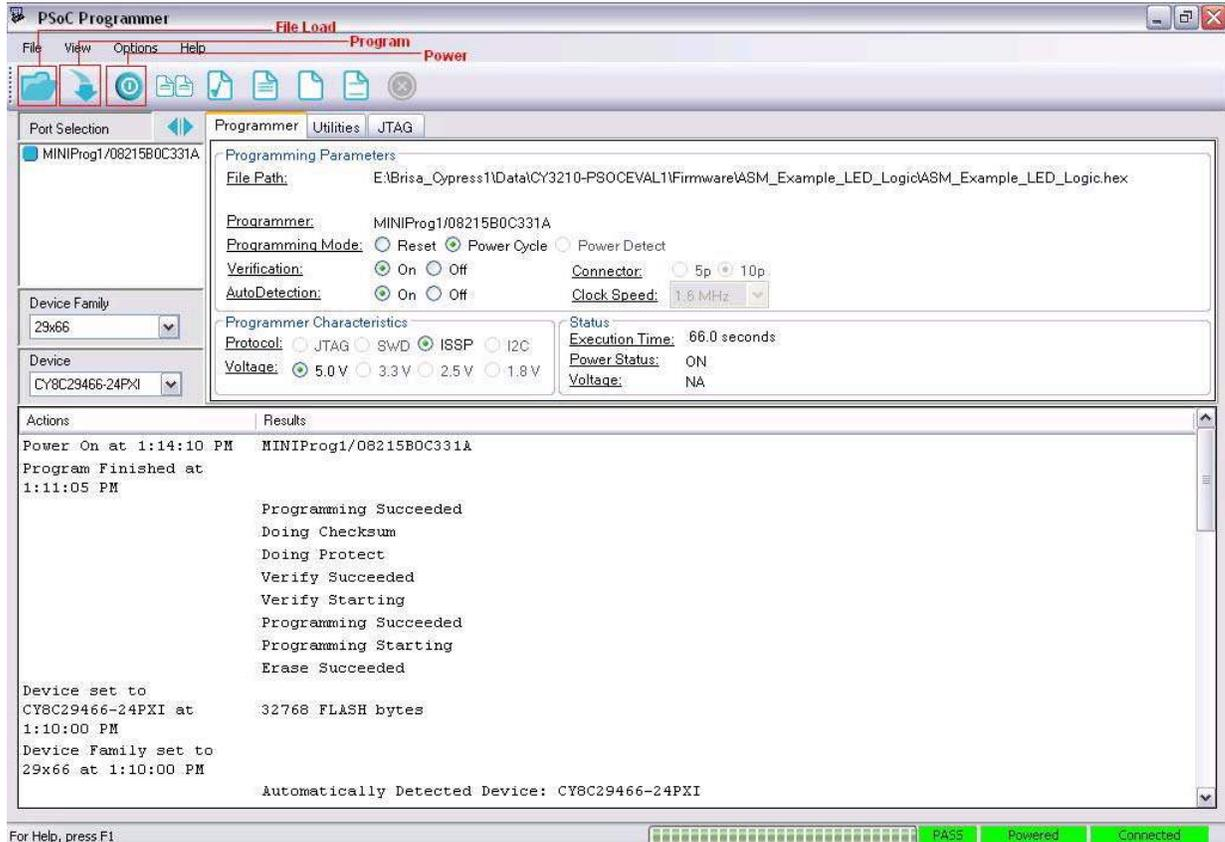 PSoC Programmer
File Load
File View Options Help
Program
Power
Port Selection
Programmer Utilities JTAG
MINIProg1/08215B0C331A
Programming Parameters
File Path: E:\Brisa_Cypress1\Data\CY3210-PSOCEVAL1\Firmware\ASM_Example_LED_Logic\ASM_Example_LED_Logic.hex
Programmer: MINIProg1/08215B0C331A
Programming Mode: Reset Power Cycle Power Detect
Verification: On Off Connector: 5p 10p
AutoDetection: On Off Clock Speed: 1.6 MHz
Device Family
29x66
Device
CY8C29466-24PXI
Programmer Characteristics
Protocol: JTAG SWD ISSP I2C
Voltage: 5.0 V 3.3 V 2.5 V 1.8 V
Status
Execution Time: 66.0 seconds
Power Status: ON
Voltage: NA
Actions Results
Power On at 1:14:10 PM MINIProg1/08215B0C331A
Program Finished at
1:11:05 PM
Programming Succeeded
Doing Checksum
Doing Protect
Verify Succeeded
Verify Starting
Programming Succeeded
Programming Starting
Erase Succeeded
Device set to
CY8C29466-24PXI at 32768 FLASH bytes
1:10:00 PM
Device Family set to
29x66 at 1:10:00 PM
Automatically Detected Device: CY8C29466-24PXI
For Help, press F1 PASS Powered Connected